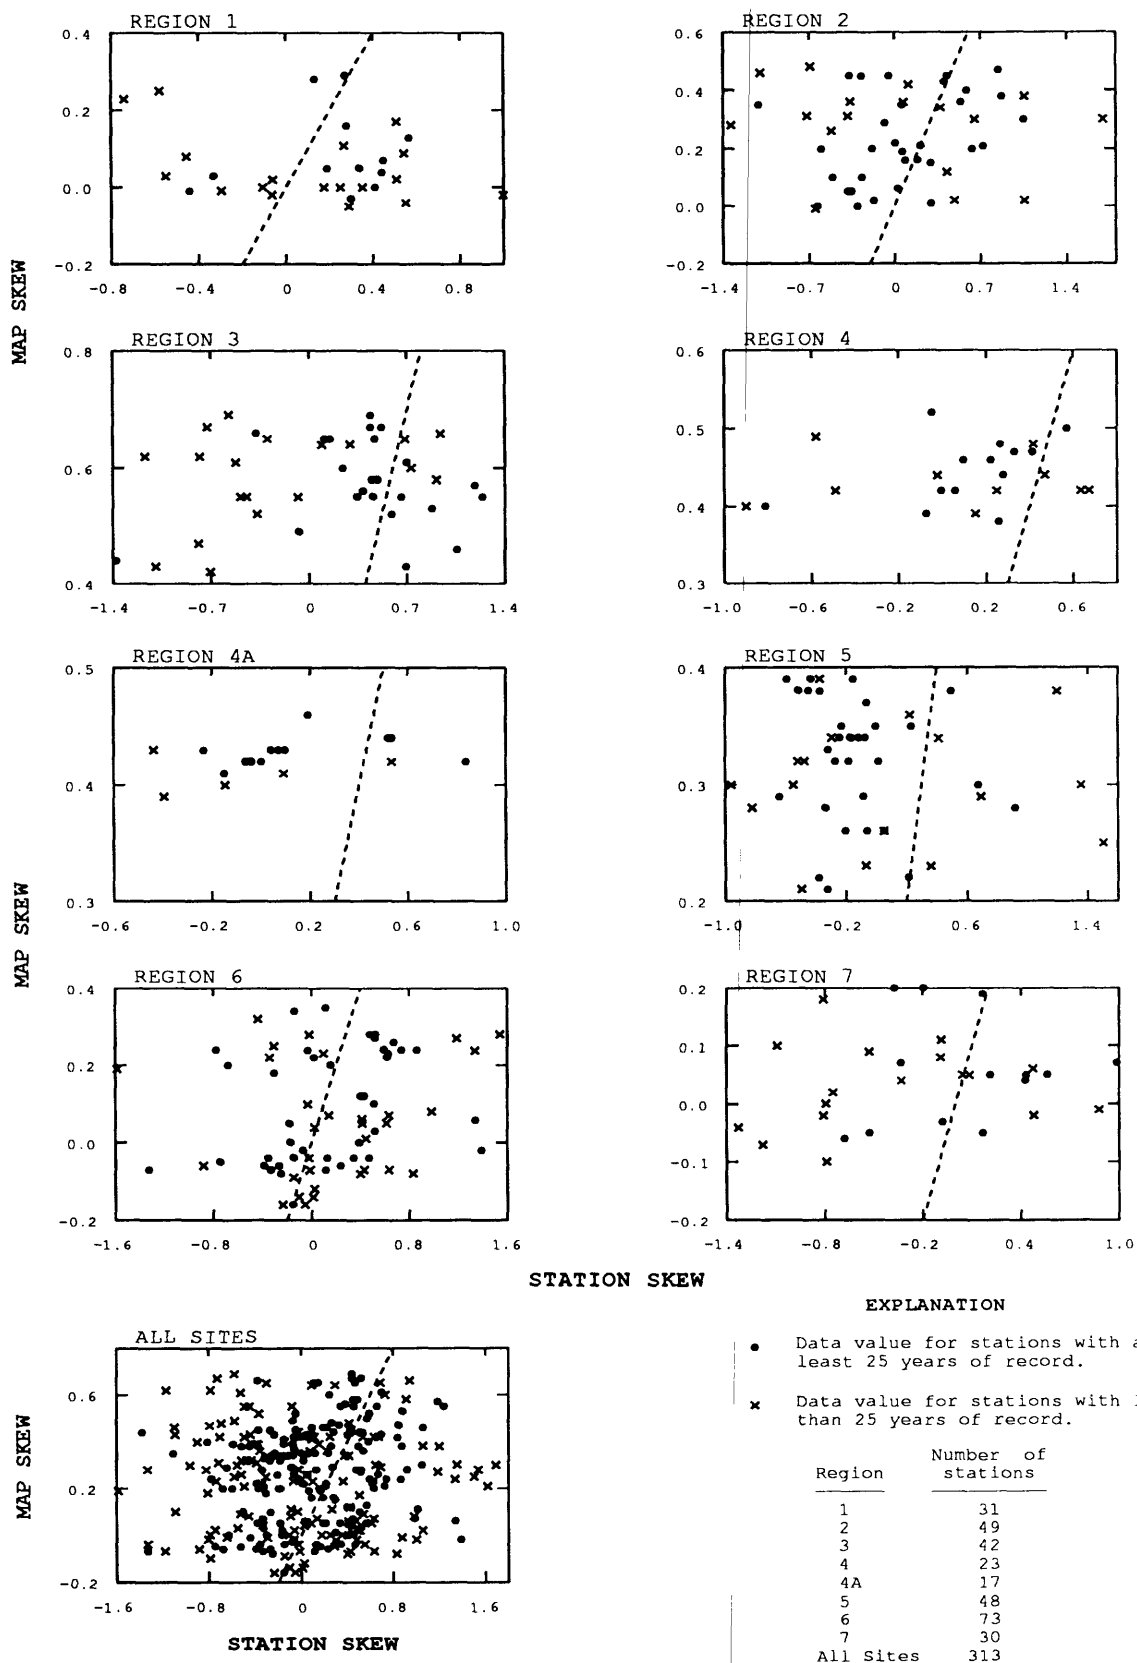 REGION 1
0.4
0.2
0.0
-0.2
-0.8 -0.4 0 0.4 0.8
REGION 2
0.6
0.4
0.2
0.0
-0.2
-1.4 -0.7 0 0.7 1.4
MAP SKEW
REGION 3
0.8
0.6
0.4
-1.4 -0.7 0 0.7 1.4
REGION 4
0.6
0.5
0.4
0.3
-1.0 -0.6 -0.2 0.2 0.6
REGION 4A
0.5
0.4
0.3
-0.6 -0.2 0.2 0.6 1.0
REGION 5
0.4
0.3
0.2
-1.0 -0.2 0.6 1.4
MAP SKEW
REGION 6
0.4
0.2
0.0
-0.2
-1.6 -0.8 0 0.8 1.6
REGION 7
0.2
0.1
0.0
-0.1
-0.2
-1.4 -0.8 -0.2 0.4 1.0
STATION SKEW
ALL SITES
0.6
0.2
-0.2
-1.6 -0.8 0 0.8 1.6
MAP SKEW
STATION SKEW
EXPLANATION
Data value for stations with a
least 25 years of record.
Data value for stations with
than 25 years of record.
Number of
Region stations
1 31
2 49
3 42
4 23
4A 17
5 48
6 73
7 30
All Sites 313